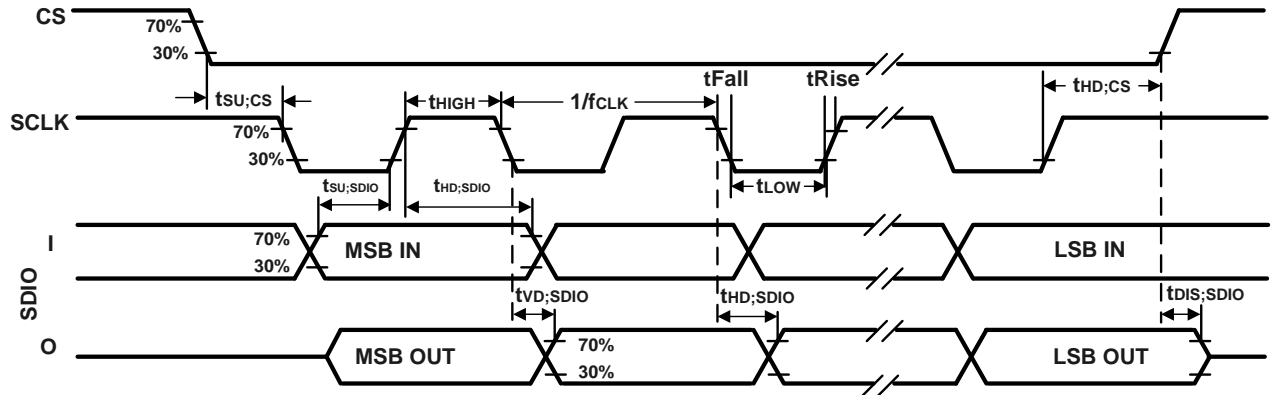 CS
70%
30%
tFall
tRise
tSU;CS
tHIGH
1/fCLK
tHD;CS
SCLK
70%
30%
tLOW
tSU;SDIO
tHD;SDIO
I
70%
30%
MSB IN
LSB IN
SDIO
tVD;SDIO
tHD;SDIO
tDIS;SDIO
O
MSB OUT
70%
30%
LSB OUT